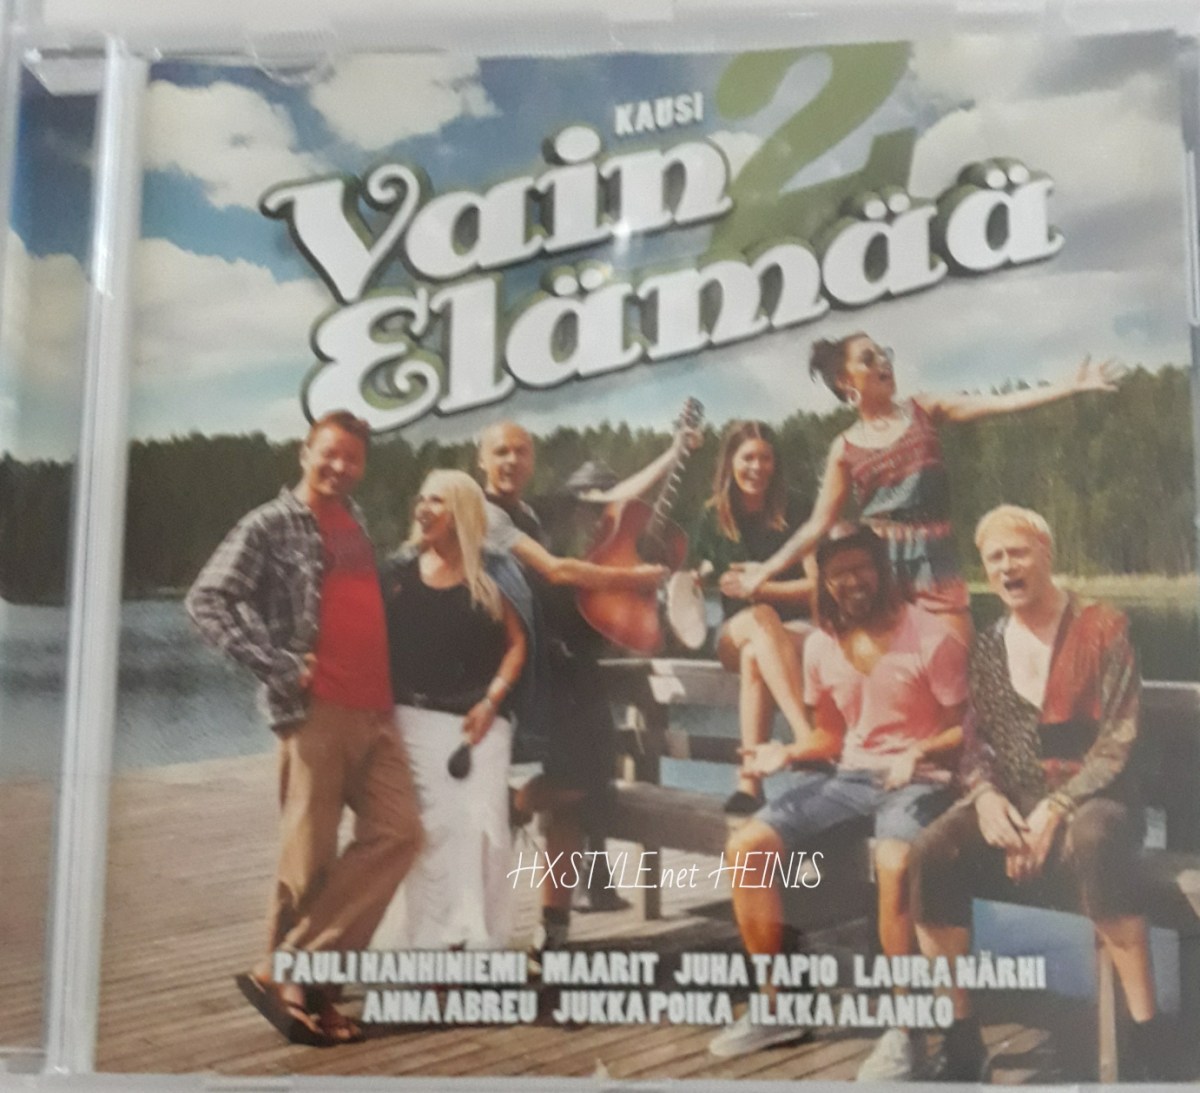 KAUSI 2
Vain
Elämää
HXSTYLEnet HEINIS
PAULI HANHINIEMI MAARIT JUHA TAPIO LAURA NÄRHI
ANNA ABREU JUKKA POIKA ILKKA ALANKO